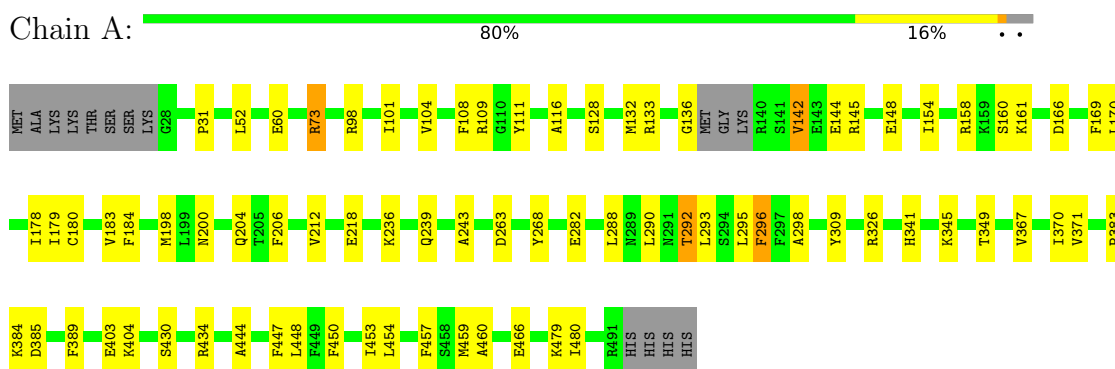 Chain A:
80% 16% • •
MET ALA LYS LYS THR SER SER LYS G28 P31 L52 E60 R73 R98 I101 V104 F108 R109 G110 Y111 A116 S128 M132 R133 G136 MET GLY LYS R140 S141 V142 E143 E144 R145 E148 I154 R158 K159 S160 K161 D166 F169
I178 I179 C180 V183 F184 M198 L199 N200 Q204 T205 F206 V212 E218 K236 Q239 A243 D263 Y268 E282 L288 N289 L290 N291 T292 L293 S294 L295 F296 F297 A298 Y309 R326 H341 K345 T349 V367 I370 V371
K384 D385 F389 E403 K404 S430 R434 A444 F447 L448 F449 F450 I453 L454 F457 S458 M459 A460 E466 K479 I480 R491 HIS HIS HIS HIS